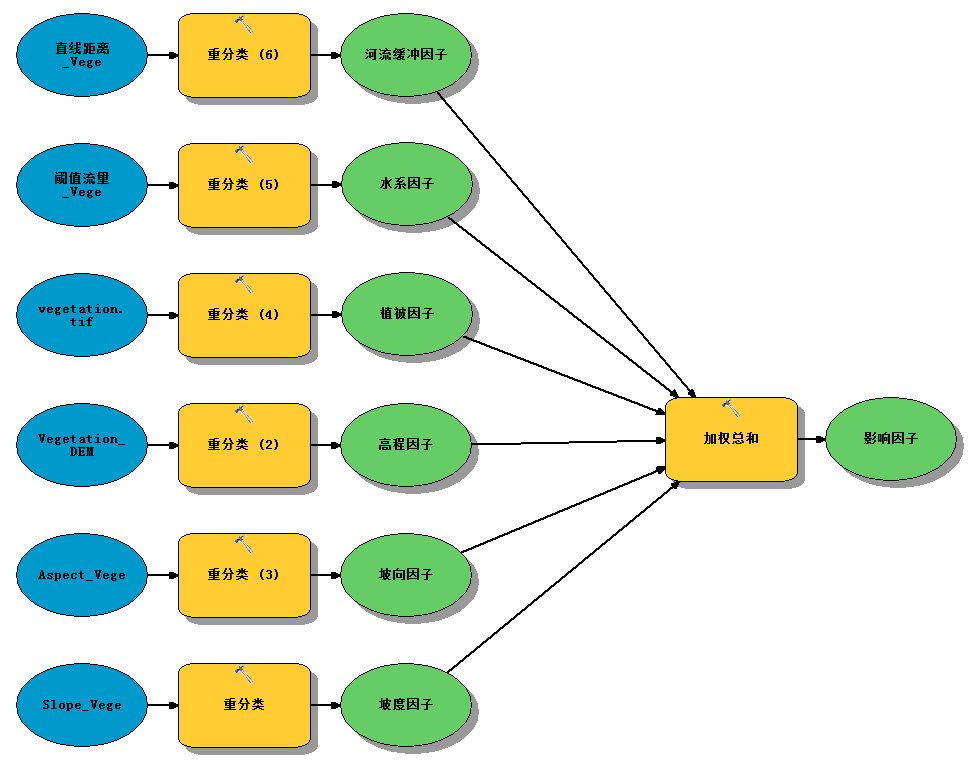 直线距离
_Vege
重分类 (6)
河流缓冲因子
阈值流量
_Vege
重分类 (5)
水系因子
vegetation.
tif
重分类 (4)
植被因子
Vegetation_
DEM
重分类 (2)
高程因子
加权总和
影响因子
Aspect_Vege
重分类 (3)
坡向因子
Slope_Vege
重分类
坡度因子